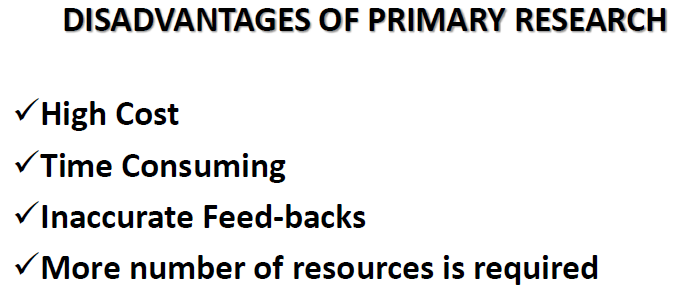 DISADVANTAGES OF PRIMARY RESEARCH
✓High Cost
✓Time Consuming
✓Inaccurate Feed-backs
✓More number of resources is required